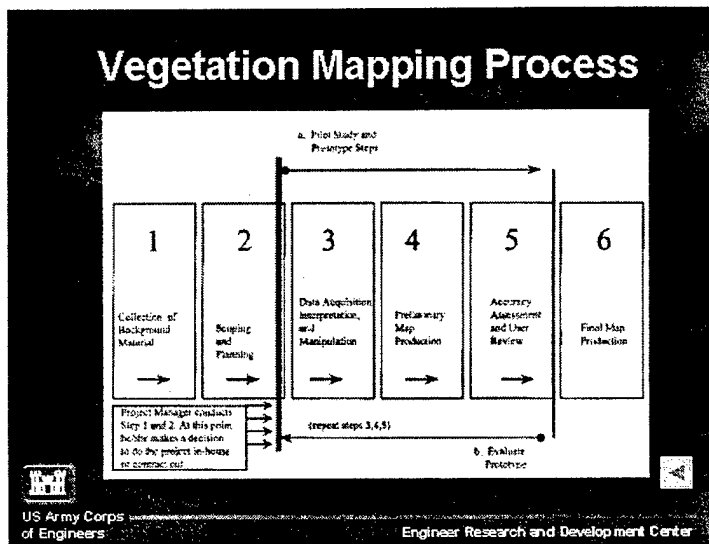 Vegetation Mapping Process
a. Pilot Study and
Prototype Steps
1
2
3
4
5
6
Collection of
Background
Material
Scoping
and
Planning
Data Acquisition,
Interpretation,
and
Manipulation
Preliminary
Map
Production
Accuracy
Assessment
and User
Review
Final Map
Production
Project Manager conducts
Step 1 and 2. At this point
he/she makes a decision
to do the project in-house
or contract out
(repeat steps 3,4,5)
b. Evaluate
Prototype
US Army Corps
of Engineers
Engineer Research and Development Center